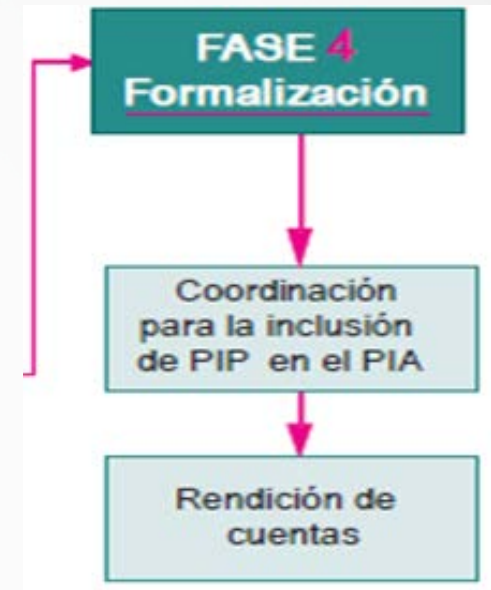 FASE 4
Formalización
Coordinación
para la inclusión
de PIP en el PIA
Rendición de
cuentas